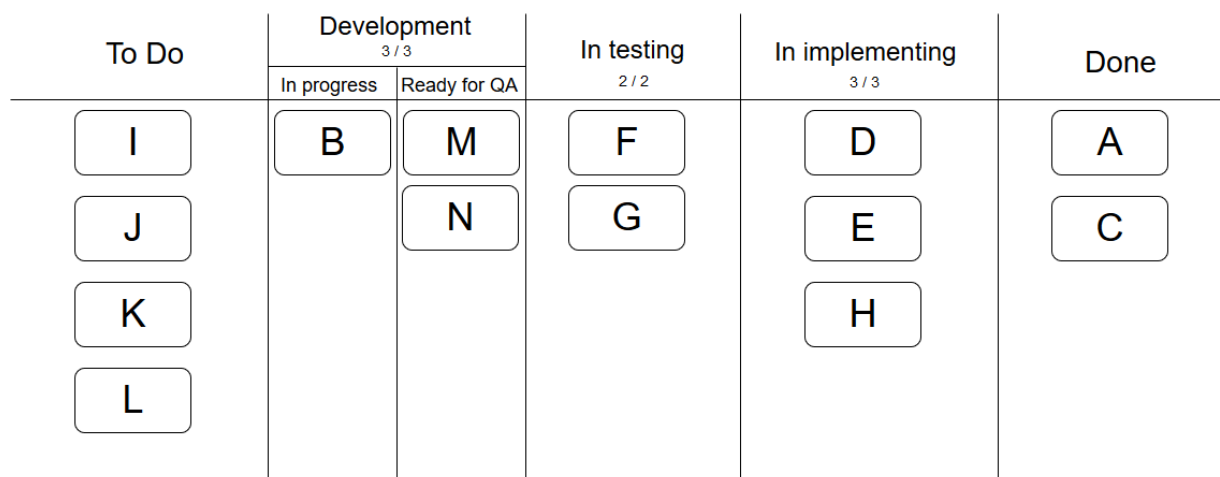 To Do
Development
3 / 3
In progress
Ready for QA
In testing
2 / 2
In implementing
3 / 3
Done
I
B
M
F
D
A
J
N
G
E
C
K
H
L